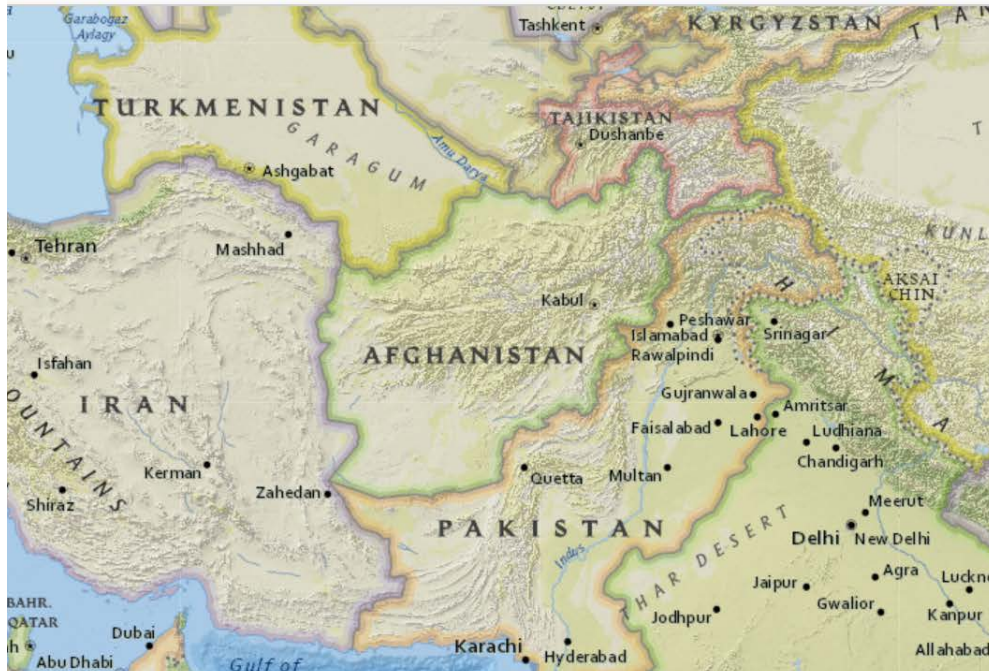 Garabogaz
Aylagy
Tashkent
KYRGYZSTAN
TURKMENISTAN
GARAGUM
Amu Darya
TAJIKISTAN
Dushanbe
Ashgabat
Mashhad
Tehran
Kabul
AFGHANISTAN
Peshawar
Islamabad
Rawalpindi
Srinagar
AKSAI
CHIN
Isfahan
IRAN
Gujranwala
Amritsar
Faisalabad
Lahore
Ludhiana
Chandigarh
Kerman
Shiraz
Zahedan
Quetta
Multan
PAKISTAN
Indus
THAR DESERT
Meerut
Delhi
New Delhi
Jaipur
Agra
Jodhpur
Gwalior
Kanpur
Allahabad
BAHR.
QATAR
Dubai
Abu Dhabi
Gulf of
Karachi
Hyderabad